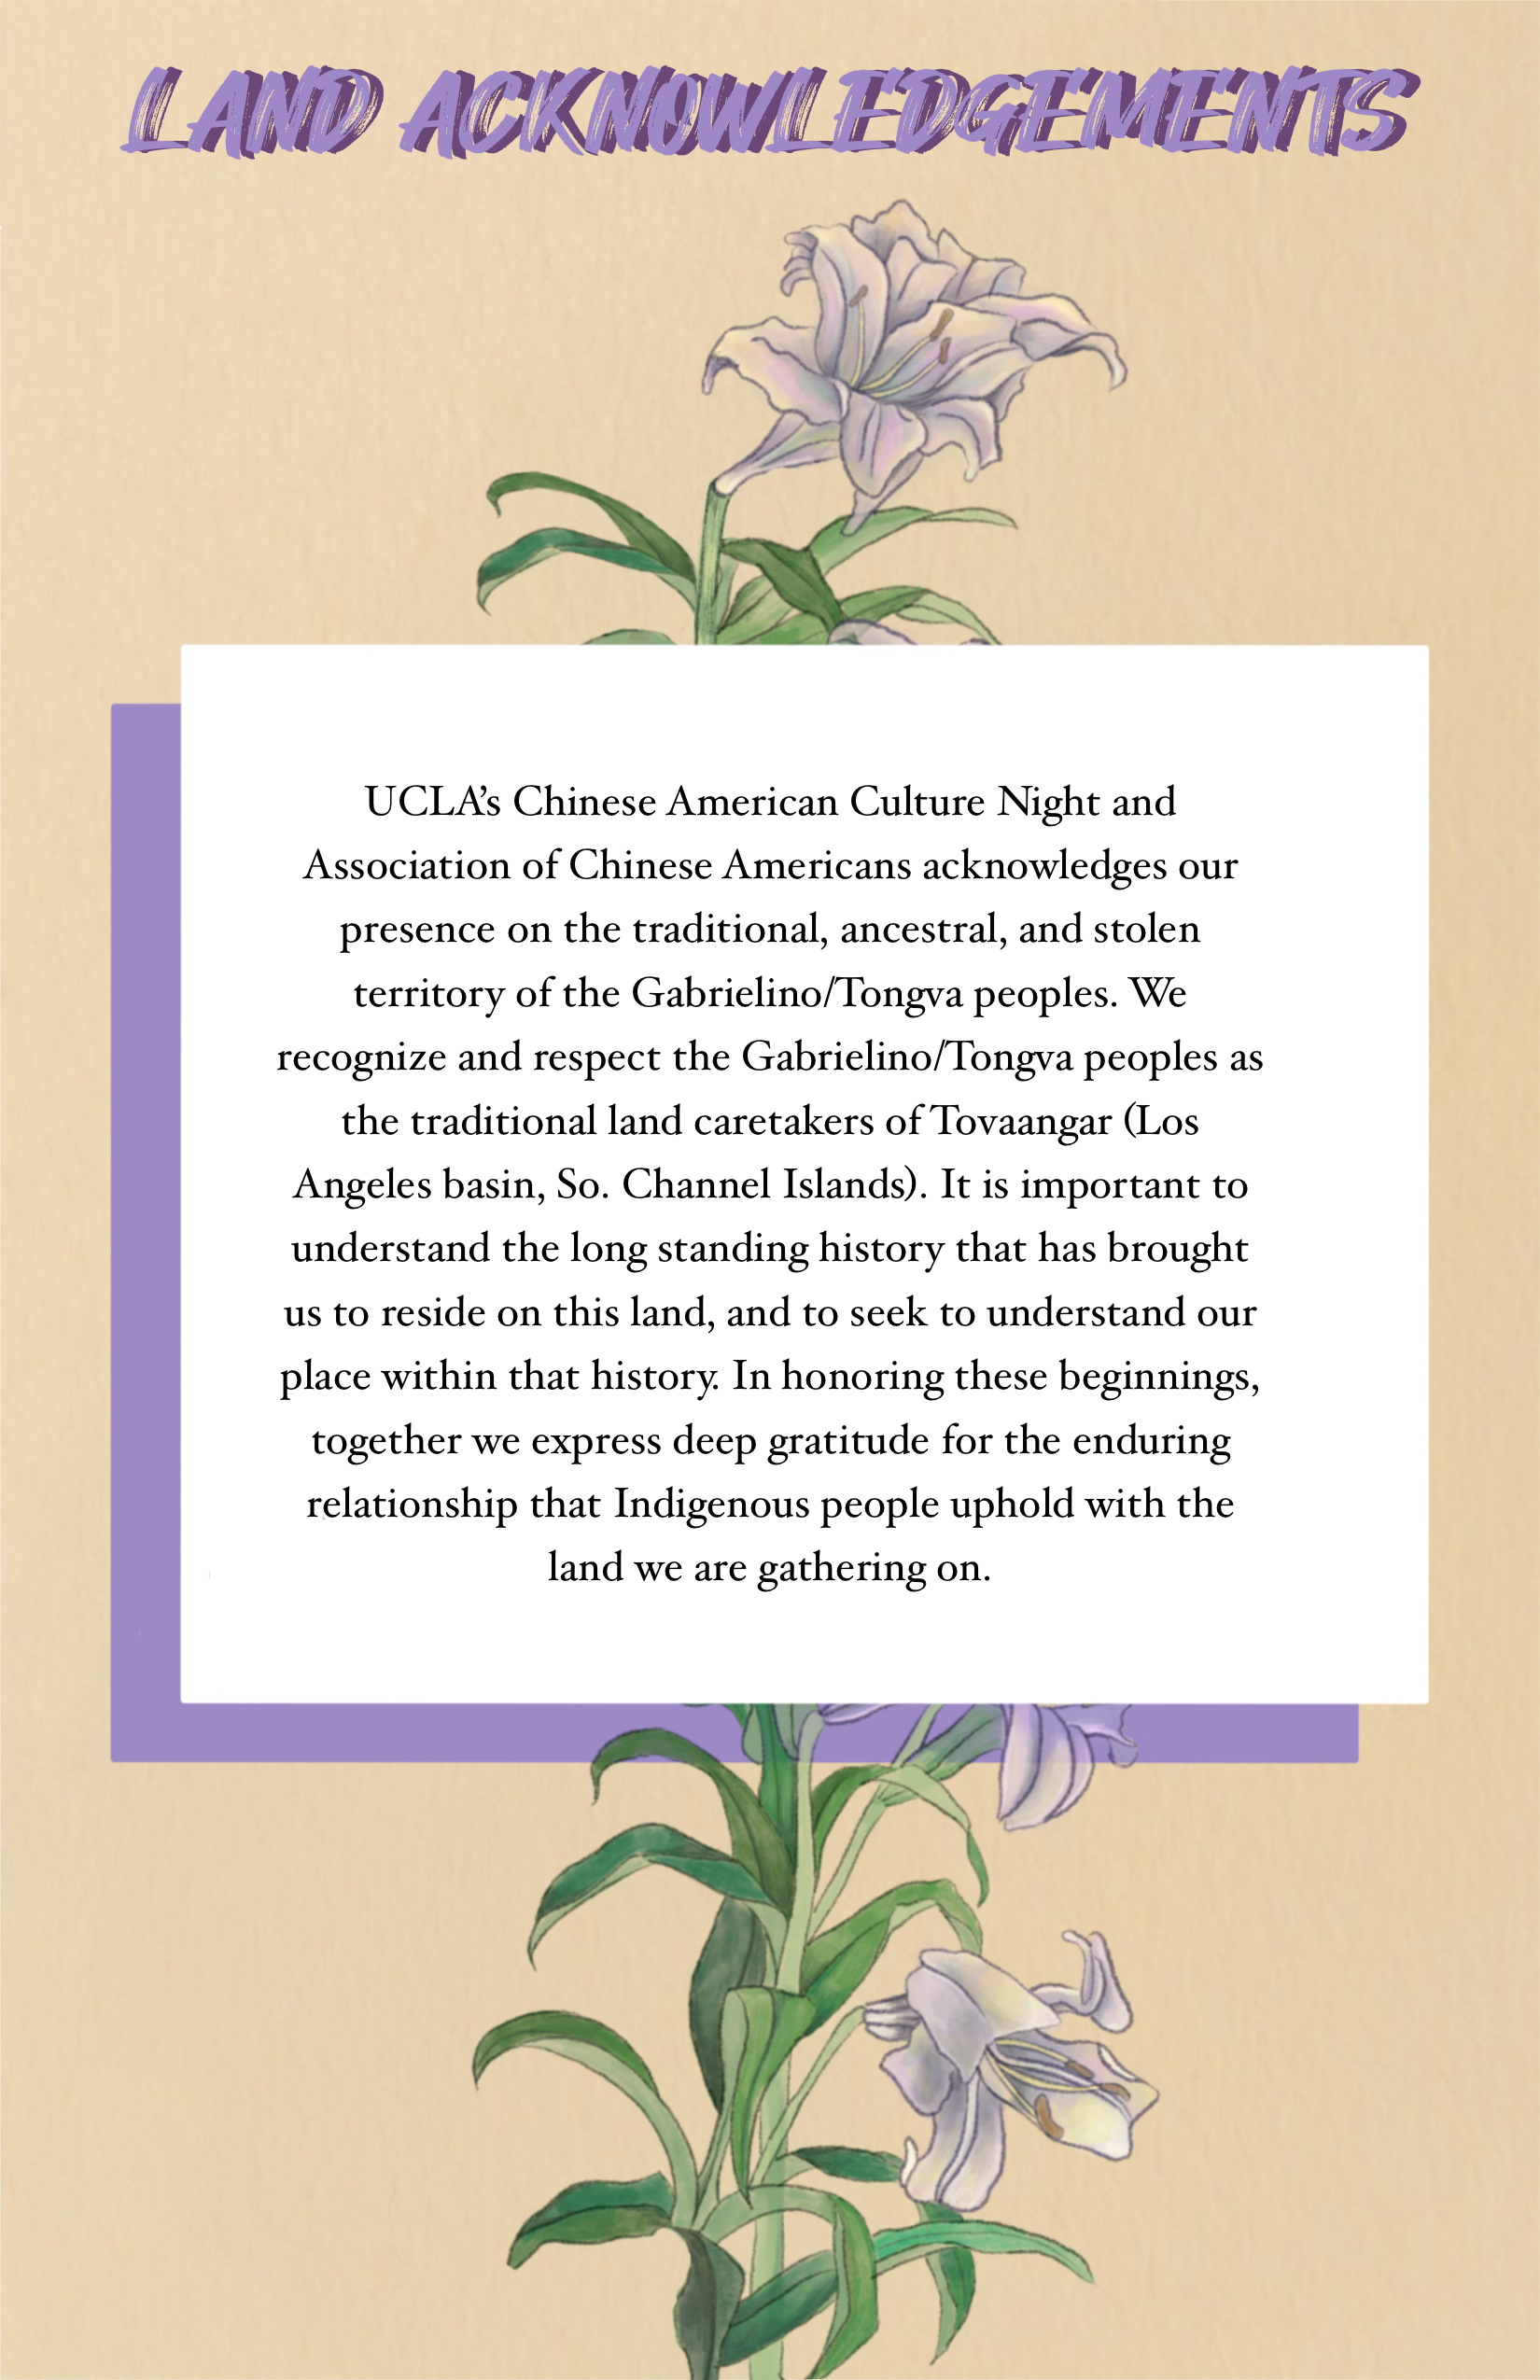 LAND ACKNOWLEDGEMENTS
UCLA’s Chinese American Culture Night and
Association of Chinese Americans acknowledges our
presence on the traditional, ancestral, and stolen
territory of the Gabrielino/Tongva peoples. We
recognize and respect the Gabrielino/Tongva peoples as
the traditional land caretakers of Tovaangar (Los
Angeles basin, So. Channel Islands). It is important to
understand the long standing history that has brought
us to reside on this land, and to seek to understand our
place within that history. In honoring these beginnings,
together we express deep gratitude for the enduring
relationship that Indigenous people uphold with the
land we are gathering on.